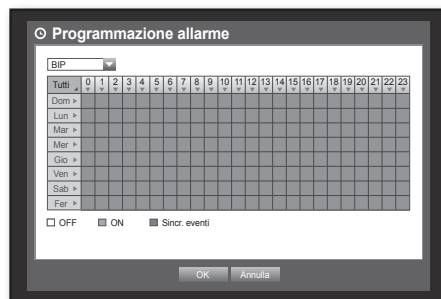 Programmazione allarme
BIP
Tutti 0 1 2 3 4 5 6 7 8 9 10 11 12 13 14 15 16 17 18 19 20 21 22 23
Dom
Lun
Mar
Mer
Gio
Ven
Sab
Fer
OFF ON Sincr. eventi
OK Annulla